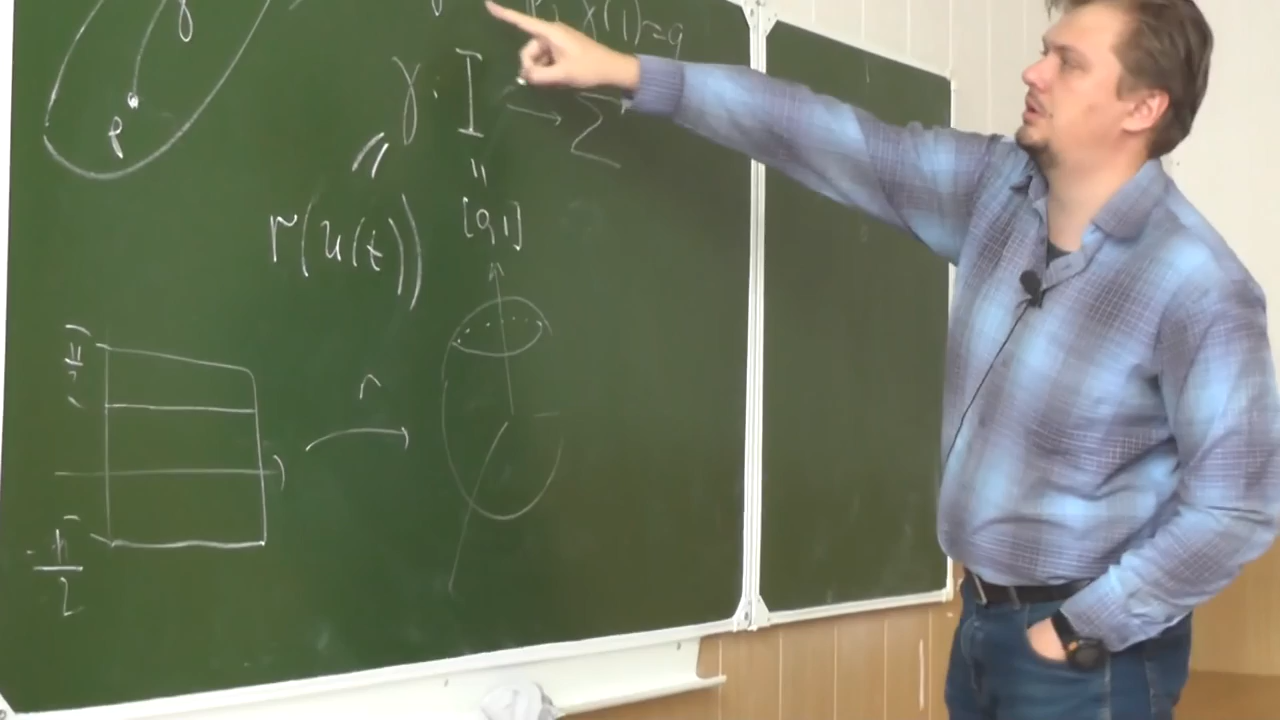 γ
γ(1)=q
p
γ : I → Σ
= =
r(u(t)) [0,1]
π/2
r
-π/2